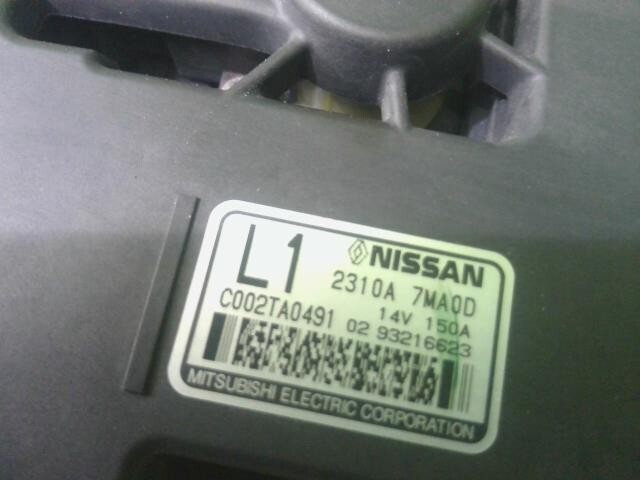 L1 NISSAN
2310A 7MA0D
C002TA0491 14V 150A
02 93216623
MITSUBISHI ELECTRIC CORPORATION